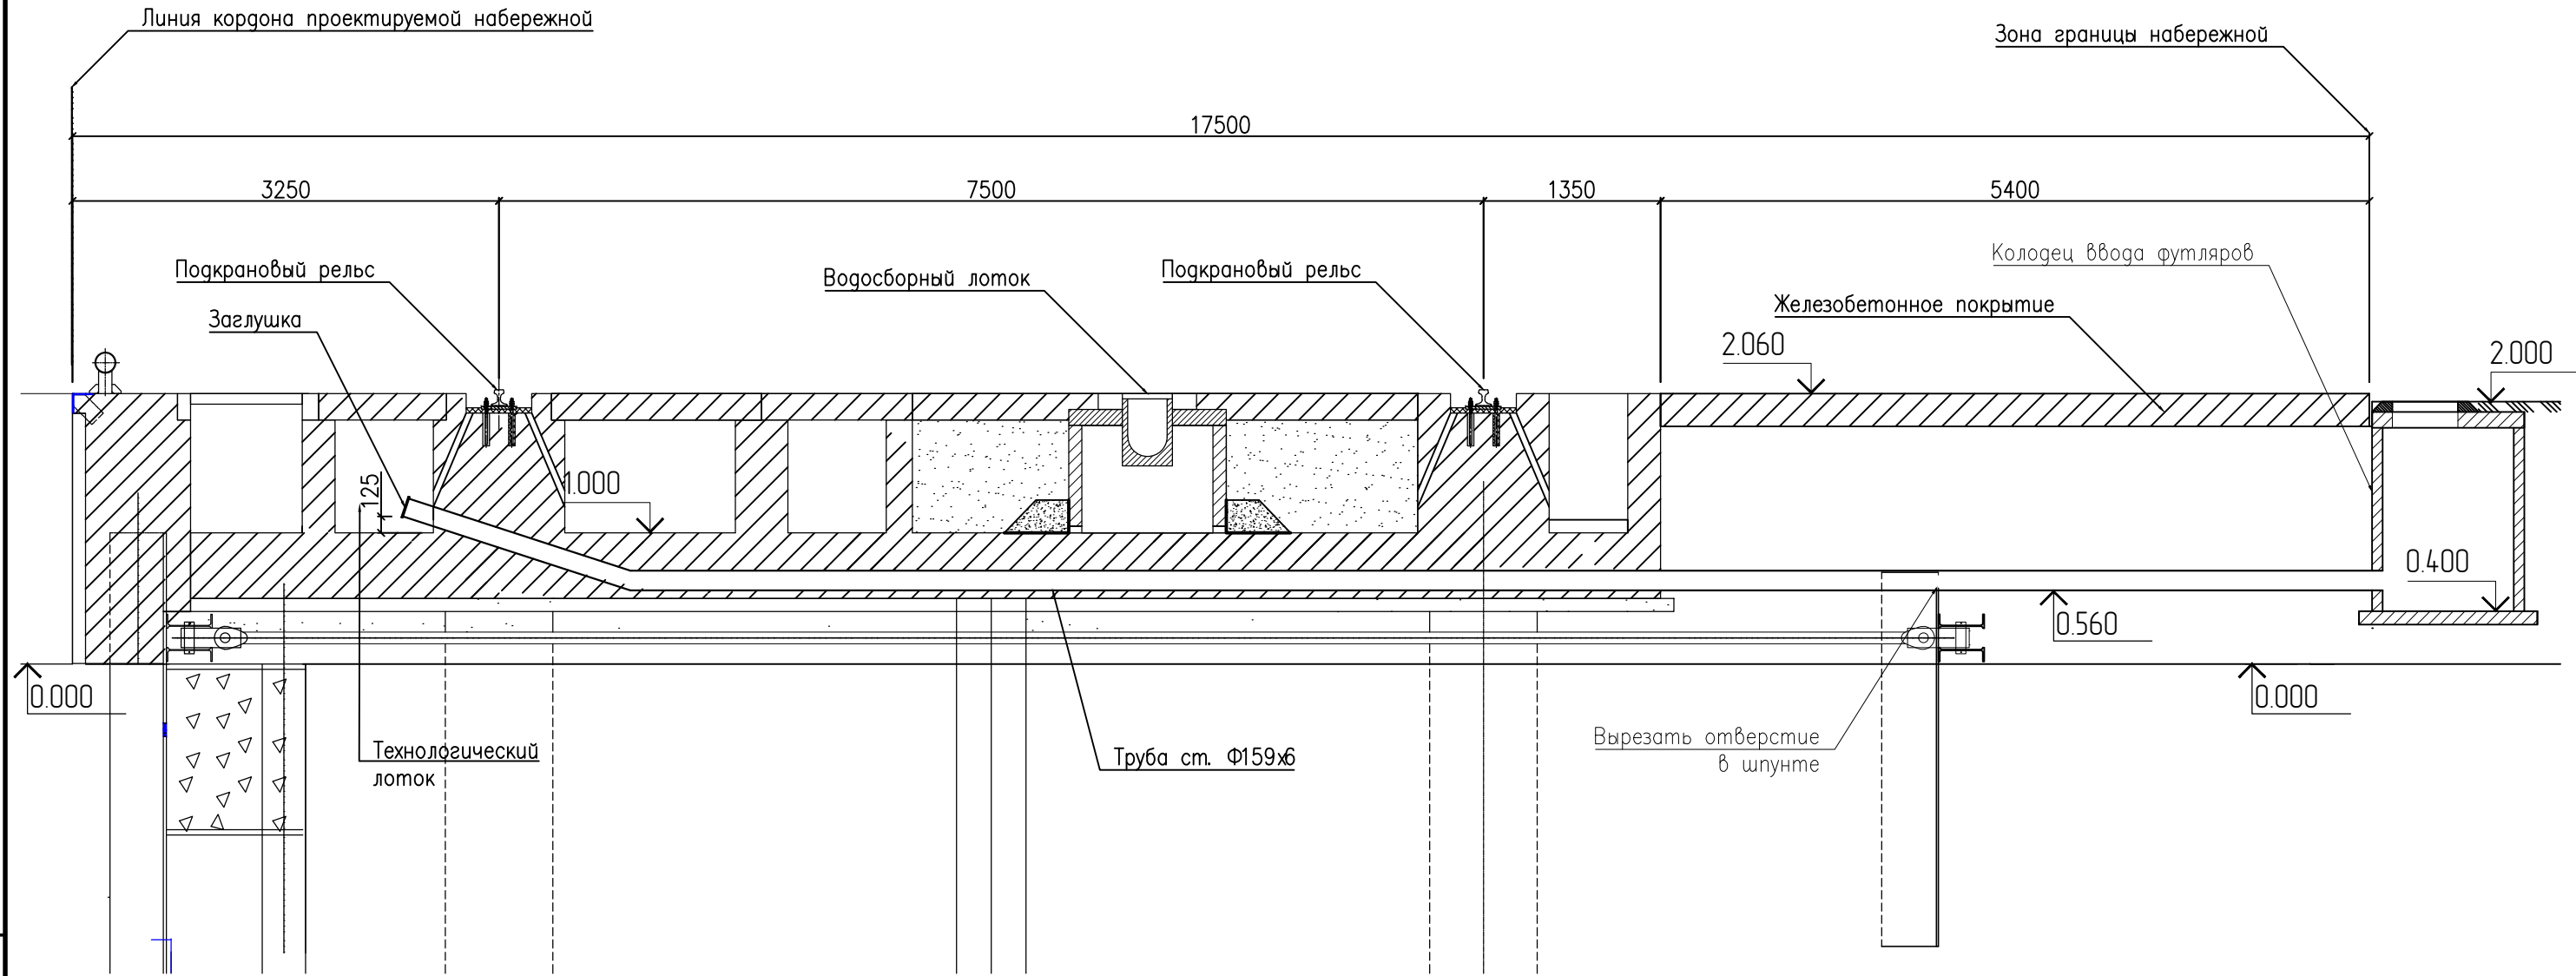 Линия кордона проектируемой набережной
Зона границы набережной
17500
3250
7500
1350
5400
Подкрановый рельс
Водосборный лоток
Подкрановый рельс
Колодец ввода футляров
Заглушка
Железобетонное покрытие
2.060
2.000
125
1.000
0.400
0.560
0.000
0.000
Технологический
лоток
Труба ст. Ф159х6
Вырезать отверстие
в шпунте